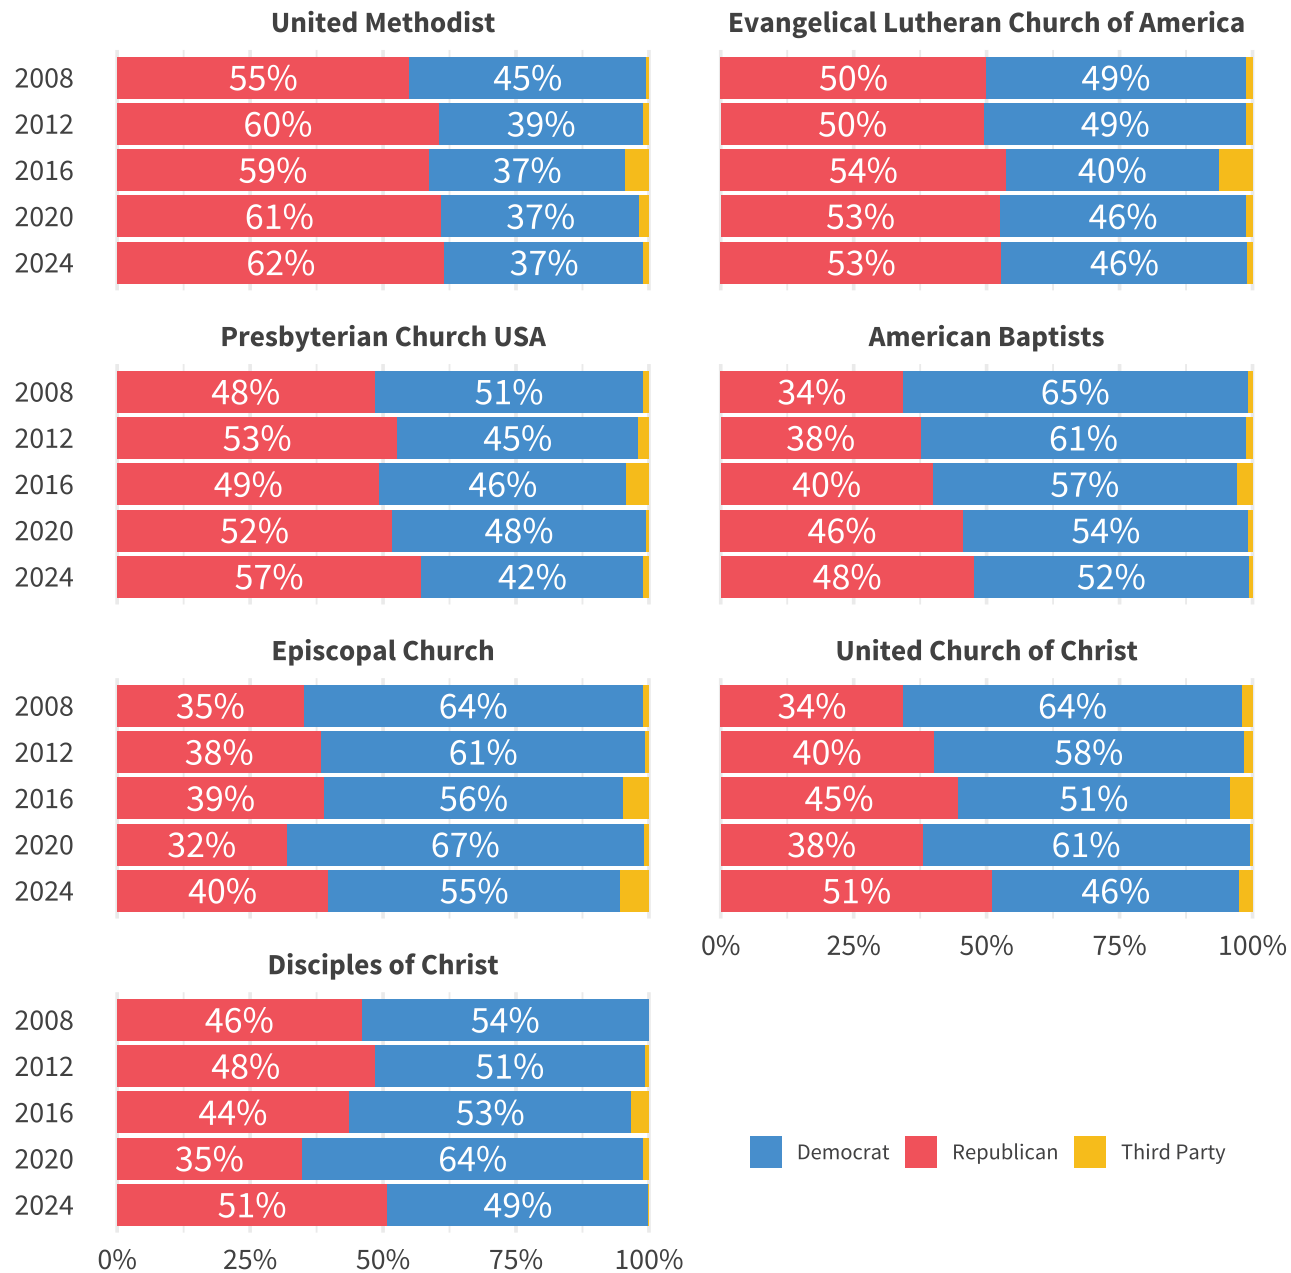 United Methodist
2008 55% 45%
2012 60% 39%
2016 59% 37%
2020 61% 37%
2024 62% 37%
Evangelical Lutheran Church of America
50% 49%
50% 49%
54% 40%
53% 46%
53% 46%
Presbyterian Church USA
2008 48% 51%
2012 53% 45%
2016 49% 46%
2020 52% 48%
2024 57% 42%
American Baptists
34% 65%
38% 61%
40% 57%
46% 54%
48% 52%
Episcopal Church
2008 35% 64%
2012 38% 61%
2016 39% 56%
2020 32% 67%
2024 40% 55%
United Church of Christ
34% 64%
40% 58%
45% 51%
38% 61%
51% 46%
0% 25% 50% 75% 100%
Disciples of Christ
2008 46% 54%
2012 48% 51%
2016 44% 53%
2020 35% 64%
2024 51% 49%
0% 25% 50% 75% 100%
Democrat Republican Third Party